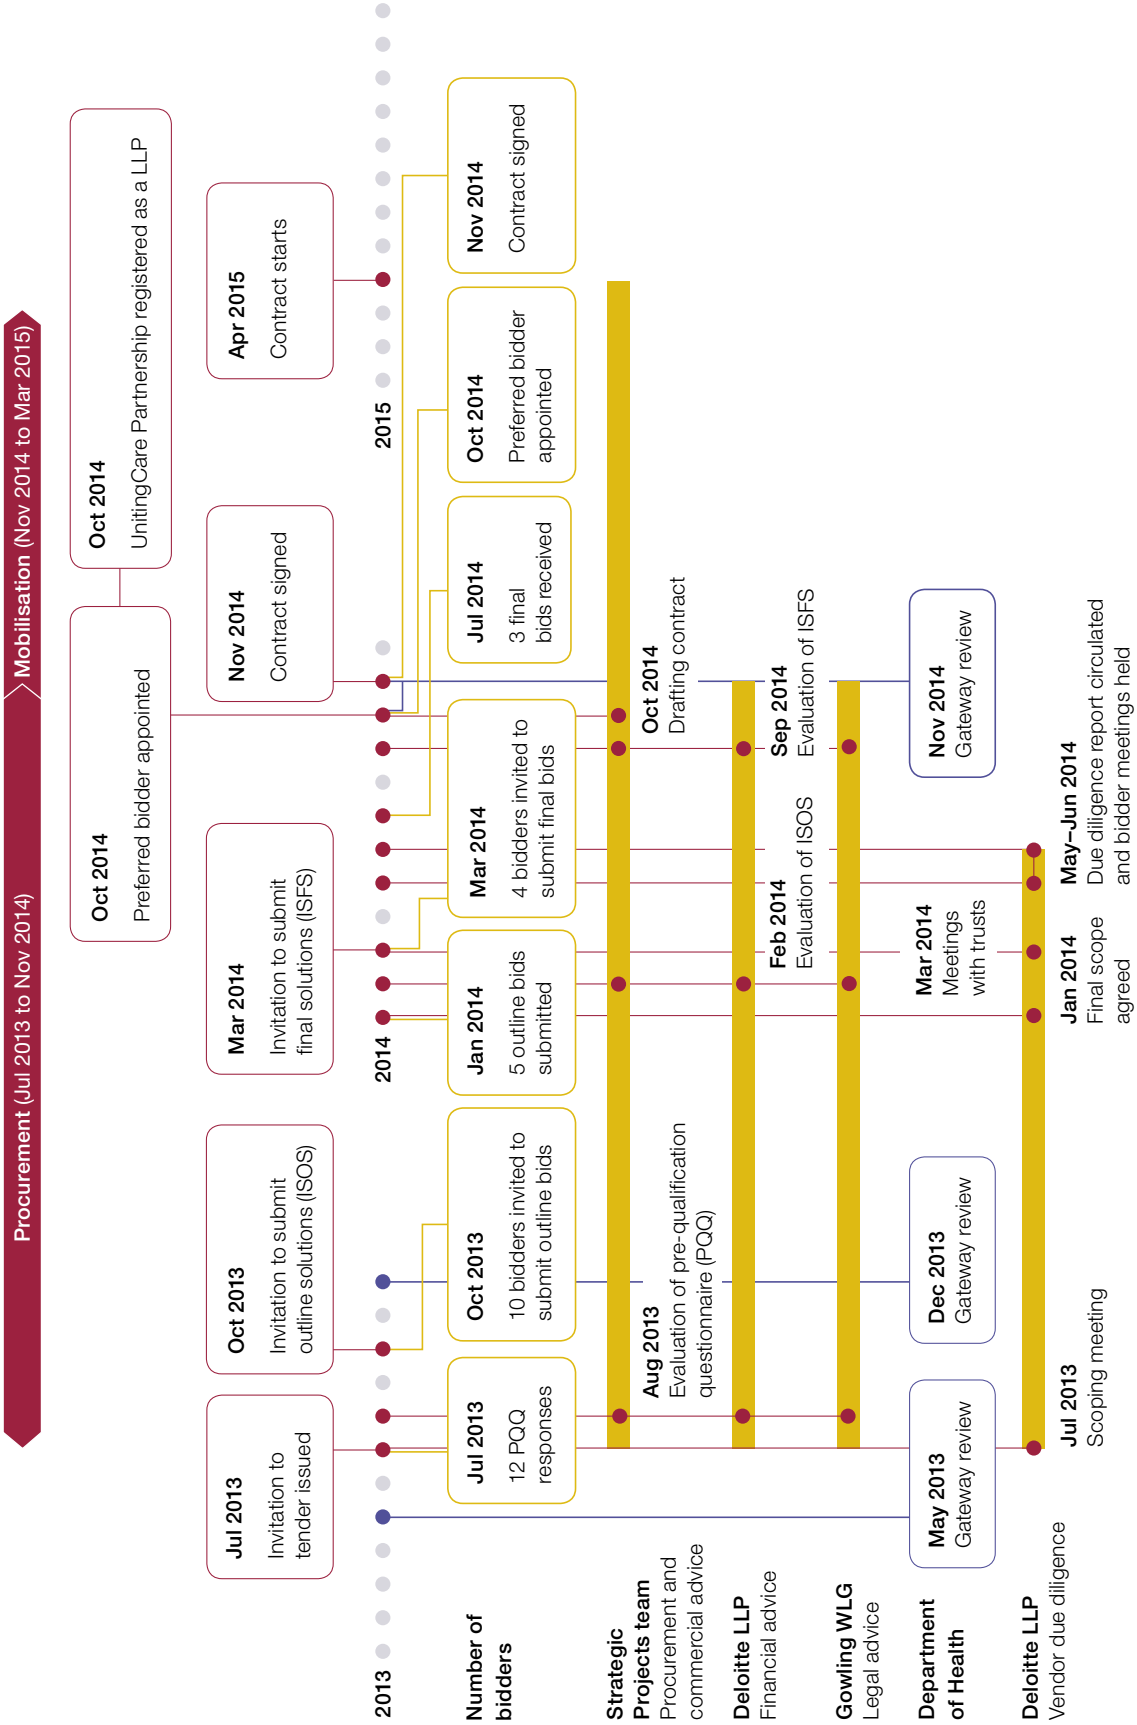 Procurement (Jul 2013 to Nov 2014)
Mobilisation (Nov 2014 to Mar 2015)
Oct 2014
Preferred bidder appointed
Oct 2014
UnitingCare Partnership registered as a LLP
Jul 2013
Invitation to
tender issued
Oct 2013
Invitation to submit
outline solutions (ISOS)
Mar 2014
Invitation to submit
final solutions (ISFS)
Nov 2014
Contract signed
Apr 2015
Contract starts
2013
2014
2015
Number of
bidders
Jul 2013
12 PQQ
responses
Oct 2013
10 bidders invited to
submit outline bids
Jan 2014
5 outline bids
submitted
Mar 2014
4 bidders invited to
submit final bids
Jul 2014
3 final
bids received
Oct 2014
Preferred bidder
appointed
Nov 2014
Contract signed
Strategic
Projects team
Procurement and
commercial advice
Aug 2013
Evaluation of pre-qualification
questionnaire (PQQ)
Oct 2014
Drafting contract
Deloitte LLP
Financial advice
Feb 2014
Evaluation of ISOS
Sep 2014
Evaluation of ISFS
Gowling WLG
Legal advice
Department
of Health
May 2013
Gateway review
Dec 2013
Gateway review
Mar 2014
Meetings
with trusts
Nov 2014
Gateway review
Deloitte LLP
Vendor due diligence
Jul 2013
Scoping meeting
Jan 2014
Final scope
agreed
May–Jun 2014
Due diligence report circulated
and bidder meetings held